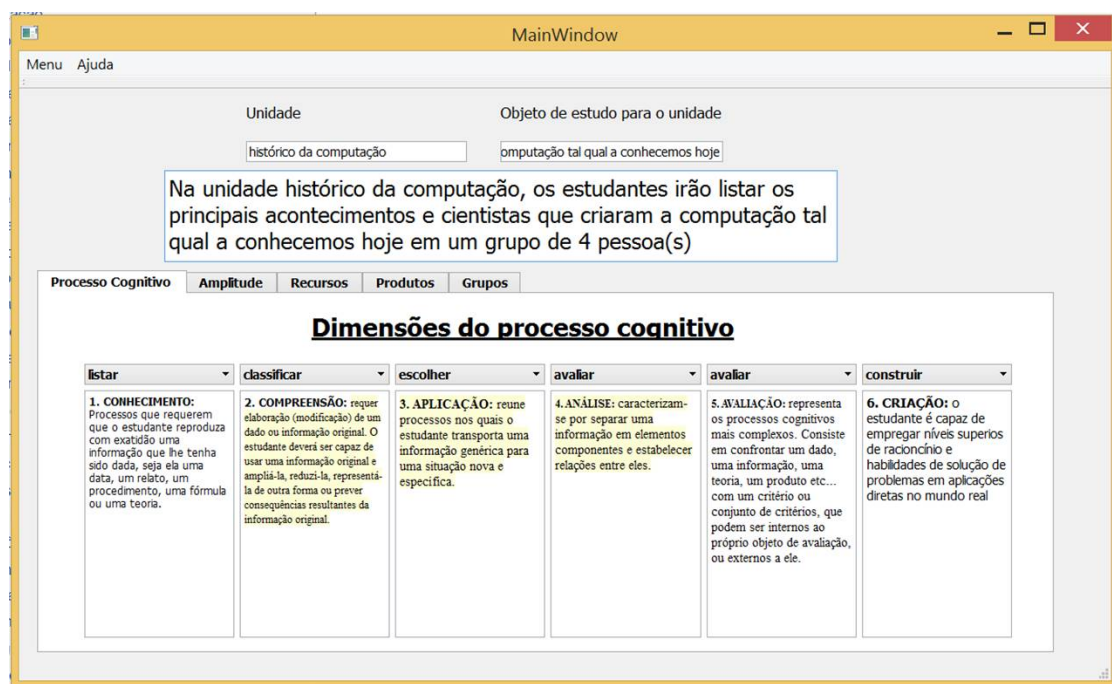 MainWindow
Menu Ajuda
Unidade
Objeto de estudo para o unidade
histórico da computação
omputação tal qual a conhecemos hoje
Na unidade histórico da computação, os estudantes irão listar os
principais acontecimentos e cientistas que criaram a computação tal
qual a conhecemos hoje em um grupo de 4 pessoa(s)
Processo Cognitivo Amplitude Recursos Produtos Grupos
Dimensões do processo cognitivo
listar
classificar
escolher
avaliar
avaliar
construir
1. CONHECIMENTO:
Processos que requerem
que o estudante reproduza
com exatidão uma
informação que lhe tenha
sido dada, seja ela uma
data, um relato, um
procedimento, uma fórmula
ou uma teoria.
2. COMPREENSÃO: requer
elaboração (modificação) de um
dado ou informação original. O
estudante deverá ser capaz de
usar uma informação original e
ampliá-la, reduzi-la, representá-
la de outra forma ou prever
consequências resultantes da
informação original.
3. APLICAÇÃO: reune
processos nos quais o
estudante transporta uma
informação genérica para
uma situação nova e
especifica.
4. ANÁLISE: caracterizam-
se por separar uma
informação em elementos
componentes e estabelecer
relações entre eles.
5. AVALIAÇÃO: representa
os processos cognitivos
mais complexos. Consiste
em confrontar um dado,
uma informação, uma
teoria, um produto etc...
com um critério ou
conjunto de critérios, que
podem ser internos ao
próprio objeto de avaliação,
ou externos a ele.
6. CRIAÇÃO: o
estudante é capaz de
empregar níveis superios
de racioncínio e
habilidades de solução de
problemas em aplicações
diretas no mundo real